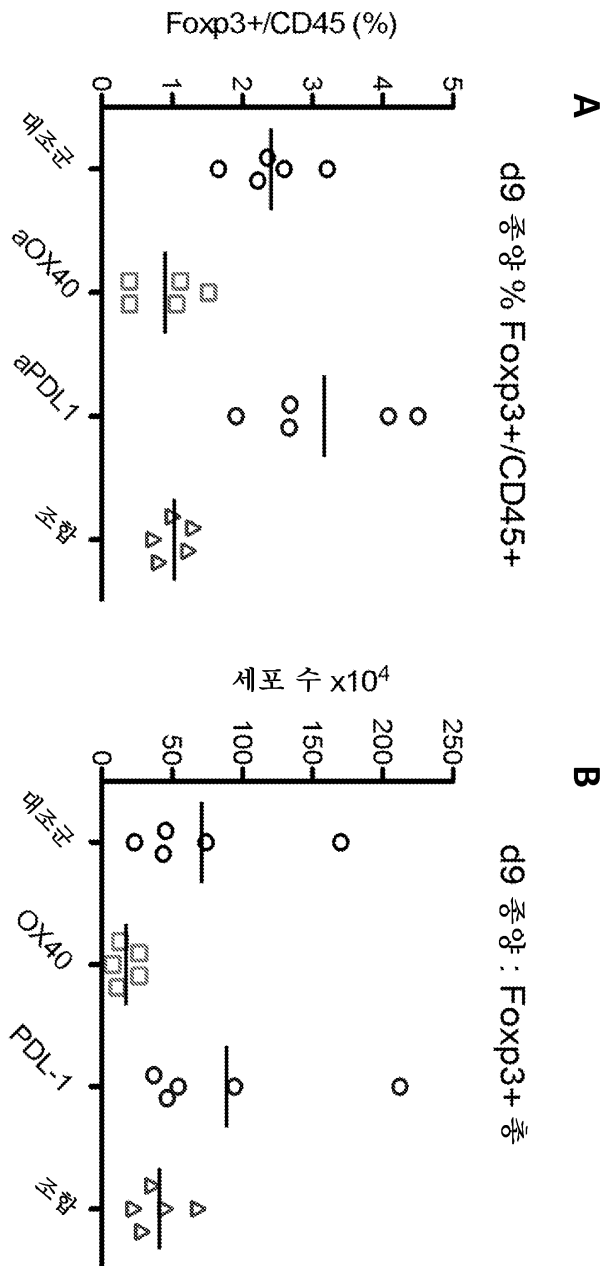 A
d9 종양 % Foxp3+/CD45+
Foxp3+/CD45 (%)
5
4
3
2
1
0
대조군
aOX40
aPDL1
조합
B
d9 종양 : Foxp3+ 총
세포 수 x10⁴
250
200
150
100
50
0
대조군
OX40
PDL-1
조합